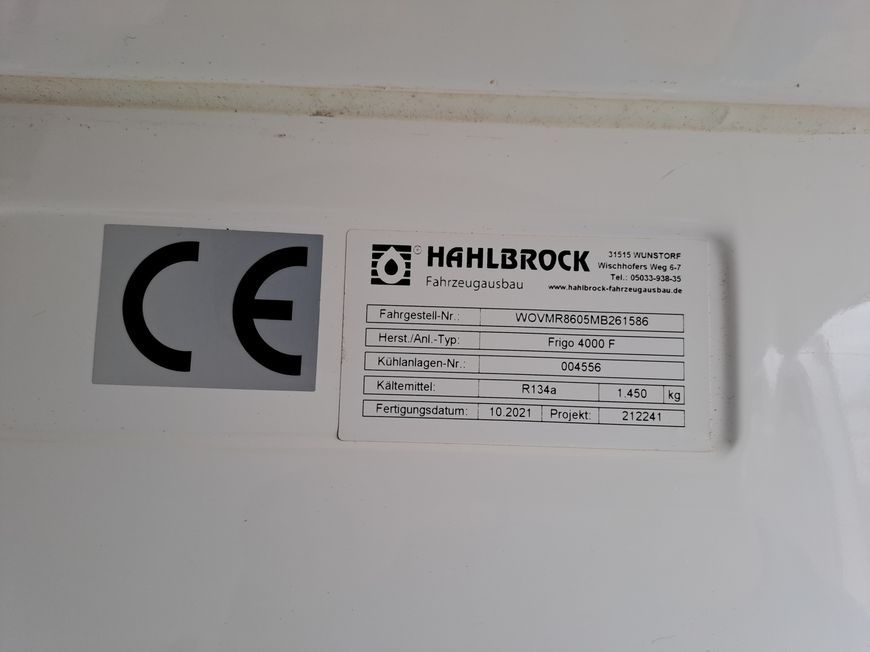 CE
HAHLBROCK
Fahrzeugausbau
31515 WUNSTORF
Wischhofers Weg 6-7
Tel.: 05033-938-35
www.hahlbrock-fahrzeugausbau.de
Fahrgestell-Nr.: WOVMR8605MB261586
Herst./Anl.-Typ: Frigo 4000 F
Kühlanlagen-Nr.: 004556
Kältemittel: R134a 1.450 kg
Fertigungsdatum: 10.2021 Projekt: 212241